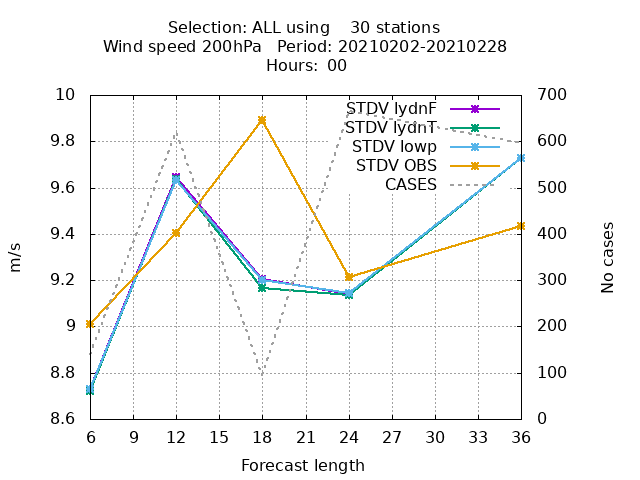 Selection: ALL using    30 stations
Wind speed 200hPa   Period: 20210202-20210228
Hours: 00
10
9.8
9.6
9.4
9.2
9
8.8
8.6
m/s
700
600
500
400
300
200
100
0
No cases
STDV lydnF
STDV lydnT
STDV lowp
STDV OBS
CASES
6 9 12 15 18 21 24 27 30 33 36
Forecast length